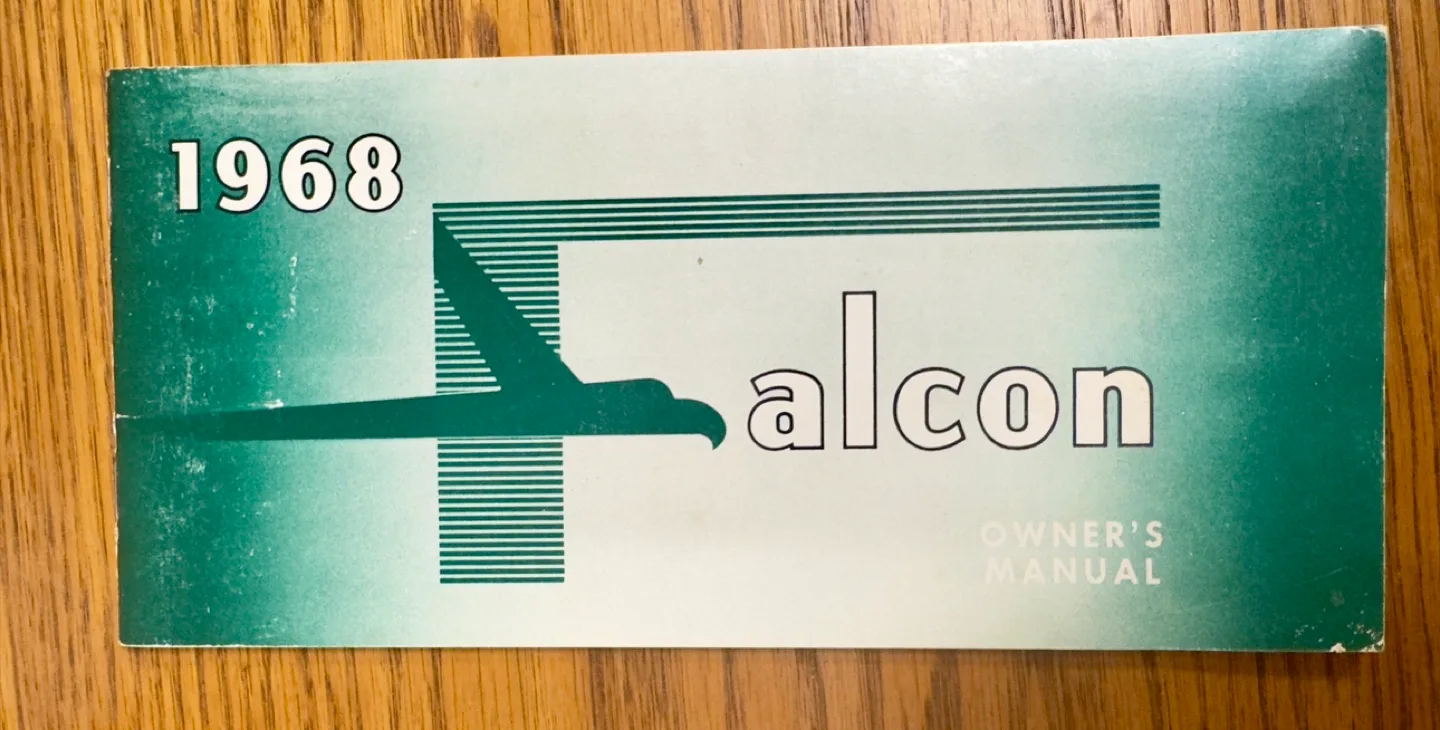 1968
Falcon
OWNER'S
MANUAL